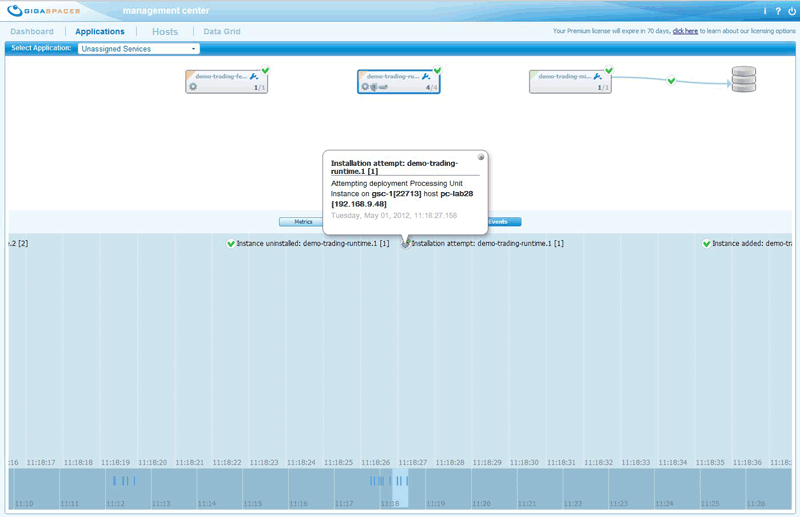 GIGASPACES management center i ?
Dashboard Applications Hosts Data Grid Your Premium license will expire in 70 days, click here to learn about our licensing options
Select Application: Unassigned Services
demo-trading-fe... demo-trading-ru... demo-trading-mi...
1/1 4/4 1/1
Installation attempt: demo-trading-
runtime.1 [1]
Attempting deployment Processing Unit
Instance on gsc-1[22713] host pc-lab28
[192.168.9.48]
Tuesday, May 01, 2012, 11:18:27.158
Metrics Events
e.2 [2] Instance uninstalled: demo-trading-runtime.1 [1] Installation attempt: demo-trading-runtime.1 [1] Instance added: demo-tra
:16 11:18:17 11:18:18 11:18:19 11:18:20 11:18:21 11:18:22 11:18:23 11:18:24 11:18:25 11:18:26 11:18:27 11:18:28 11:18:29 11:18:30 11:18:31 11:18:32 11:18:33 11:18:34 11:18:35 11:18:36
11:10 11:11 11:12 11:13 11:14 11:15 11:16 11:17 11:18 11:19 11:20 11:21 11:22 11:23 11:24 11:25 11:26